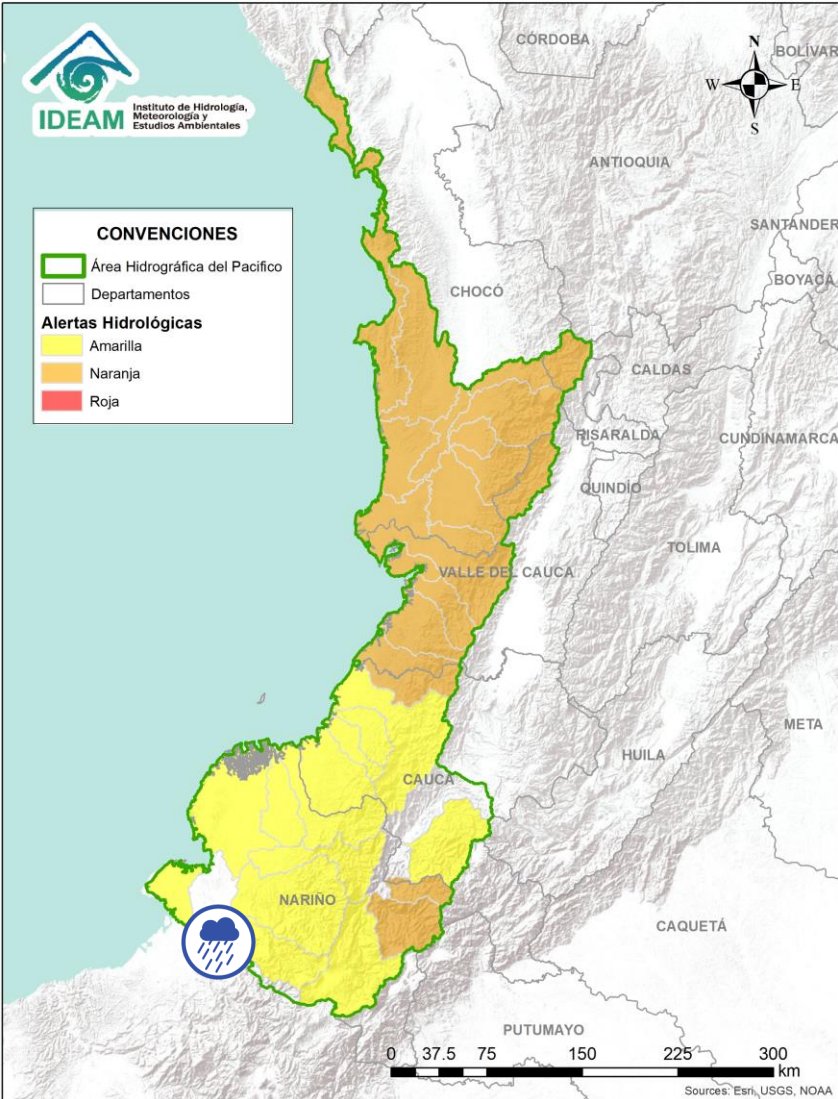 IDEAM
Instituto de Hidrología,
Meteorología y
Estudios Ambientales
N
W
E
S
CONVENCIONES
Área Hidrográfica del Pacifico
Departamentos
Alertas Hidrológicas
Amarilla
Naranja
Roja
CÓRDOBA
BOLÍVAR
ANTIOQUIA
SANTANDER
BOYACÁ
CHOCÓ
CALDAS
RISARALDA
CUNDINAMARCA
QUINDÍO
TOLIMA
VALLE DEL CAUCA
META
HUILA
CAUCA
NARIÑO
CAQUETÁ
PUTUMAYO
0 37.5 75 150 225 300
km
Sources: Esri, USGS, NOAA